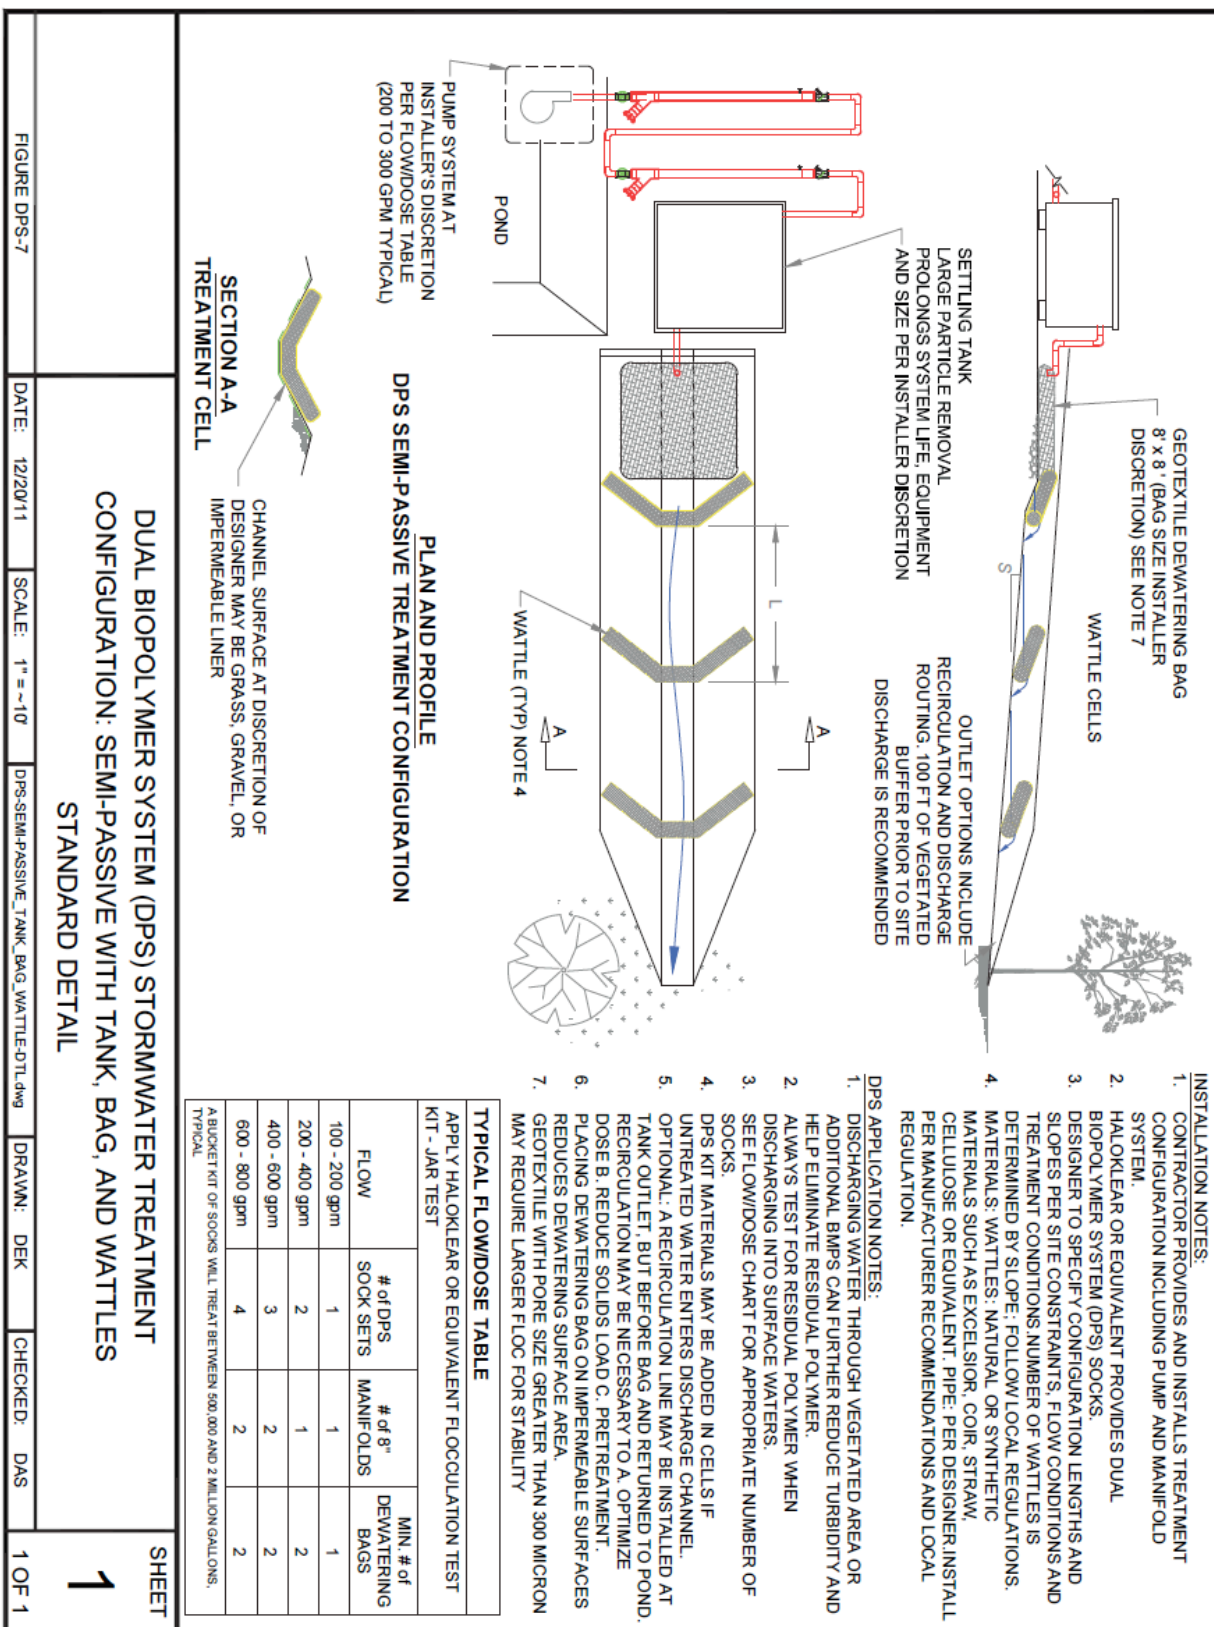 GEOTEXTILE DEWATERING BAG
8' x 8' (BAG SIZE INSTALLER
DISCRETION) SEE NOTE 7
WATTLE CELLS
S
SETTLING TANK
LARGE PARTICLE REMOVAL
PROLONGS SYSTEM LIFE, EQUIPMENT
AND SIZE PER INSTALLER DISCRETION
OUTLET OPTIONS INCLUDE
RECIRCULATION AND DISCHARGE
ROUTING. 100 FT OF VEGETATED
BUFFER PRIOR TO SITE
DISCHARGE IS RECOMMENDED
L
A
A
WATTLE (TYP) NOTE 4
POND
PUMP SYSTEM AT
INSTALLER'S DISCRETION
PER FLOW/DOSE TABLE
(200 TO 300 GPM TYPICAL)
PLAN AND PROFILE
DPS SEMI-PASSIVE TREATMENT CONFIGURATION
CHANNEL SURFACE AT DISCRETION OF
DESIGNER MAY BE GRASS, GRAVEL, OR
IMPERMEABLE LINER
SECTION A-A
TREATMENT CELL
INSTALLATION NOTES:
1. CONTRACTOR PROVIDES AND INSTALLS TREATMENT
CONFIGURATION INCLUDING PUMP AND MANIFOLD
SYSTEM.
2. HALOKLEAR OR EQUIVALENT PROVIDES DUAL
BIOPOLYMER SYSTEM (DPS) SOCKS.
3. DESIGNER TO SPECIFY CONFIGURATION LENGTHS AND
SLOPES PER SITE CONSTRAINTS, FLOW CONDITIONS AND
TREATMENT CONDITIONS.NUMBER OF WATTLES IS
DETERMINED BY SLOPE; FOLLOW LOCAL REGULATIONS.
4. MATERIALS: WATTLES: NATURAL OR SYNTHETIC
MATERIALS SUCH AS EXCELSIOR, COIR, STRAW,
CELLULOSE OR EQUIVALENT. PIPE: PER DESIGNER.INSTALL
PER MANUFACTURER RECOMMENDATIONS AND LOCAL
REGULATION.
DPS APPLICATION NOTES:
1. DISCHARGING WATER THROUGH VEGETATED AREA OR
ADDITIONAL BMPS CAN FURTHER REDUCE TURBIDITY AND
HELP ELIMINATE RESIDUAL POLYMER.
2. ALWAYS TEST FOR RESIDUAL POLYMER WHEN
DISCHARGING INTO SURFACE WATERS.
3. SEE FLOW/DOSE CHART FOR APPROPRIATE NUMBER OF
SOCKS.
4. DPS KIT MATERIALS MAY BE ADDED IN CELLS IF
UNTREATED WATER ENTERS DISCHARGE CHANNEL.
5. OPTIONAL: A RECIRCULATION LINE MAY BE INSTALLED AT
TANK OUTLET, BUT BEFORE BAG AND RETURNED TO POND.
RECIRCULATION MAY BE NECESSARY TO A. OPTIMIZE
DOSE B. REDUCE SOLIDS LOAD C. PRETREATMENT.
6. PLACING DEWATERING BAG ON IMPERMEABLE SURFACES
REDUCES DEWATERING SURFACE AREA.
7. GEOTEXTILE WITH PORE SIZE GREATER THAN 300 MICRON
MAY REQUIRE LARGER FLOC FOR STABILITY
TYPICAL FLOW/DOSE TABLE
APPLY HALOKLEAR OR EQUIVALENT FLOCCULATION TEST
KIT - JAR TEST
FLOW # of DPS SOCK SETS # of 8" MANIFOLDS MIN. # of DEWATERING BAGS
100 - 200 gpm 1 1 1
200 - 400 gpm 2 1 2
400 - 600 gpm 3 2 2
600 - 800 gpm 4 2 2
A BUCKET KIT OF SOCKS WILL TREAT BETWEEN 500,000 AND 2 MILLION GALLONS,
TYPICAL
DUAL BIOPOLYMER SYSTEM (DPS) STORMWATER TREATMENT
CONFIGURATION: SEMI-PASSIVE WITH TANK, BAG, AND WATTLES
STANDARD DETAIL
SHEET
1
FIGURE DPS-7
DATE: 12/20/11
SCALE: 1" = ~10'
DPS-SEMI-PASSIVE_TANK_BAG_WATTLE-DTL.dwg
DRAWN: DEK
CHECKED: DAS
1 OF 1